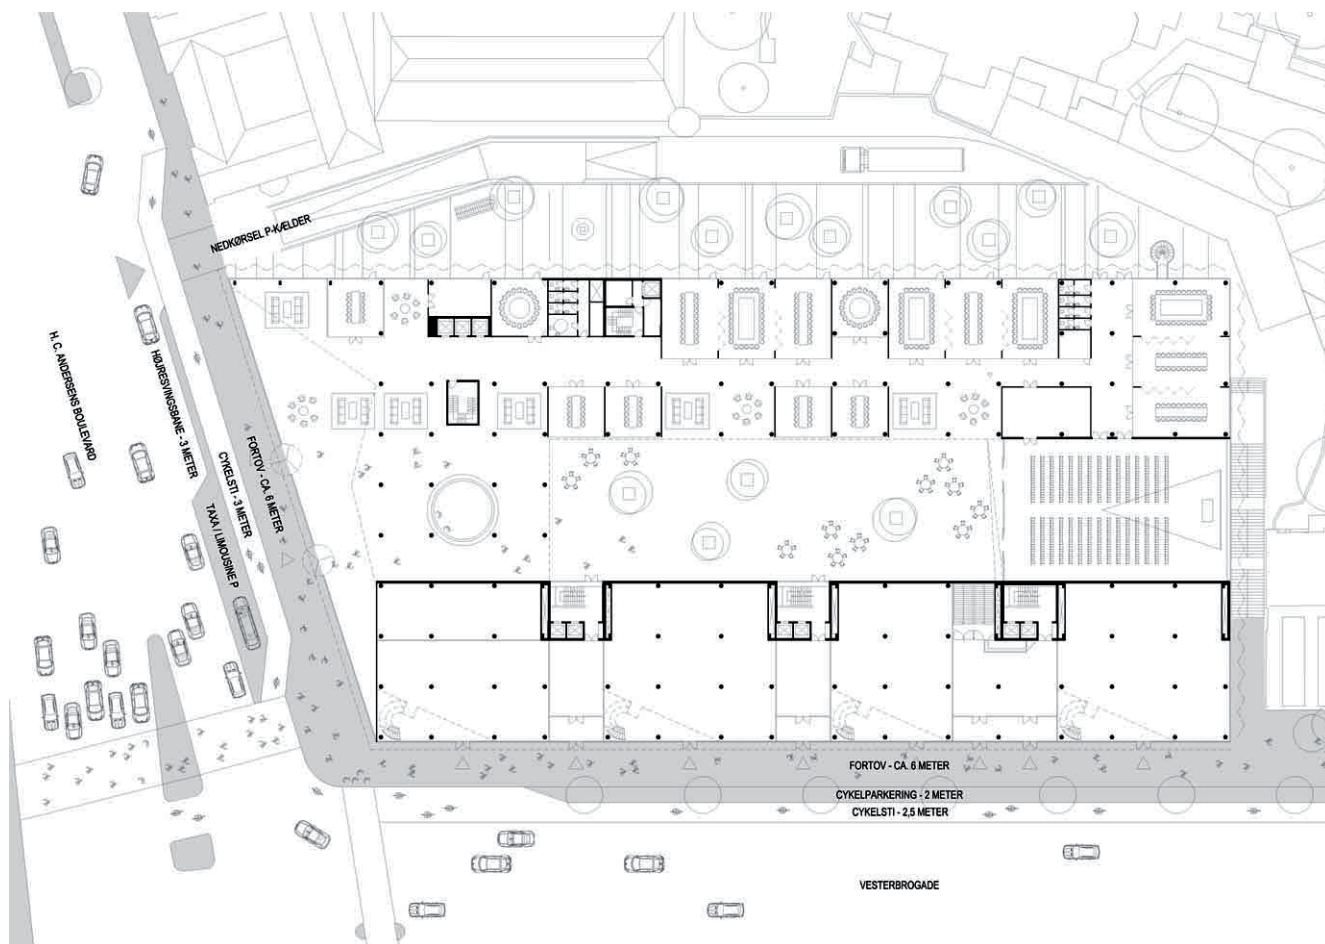 NEDKØRSEL P-KÆLDER
H. C. ANDERSENS BOULEVARD
HØJRESVINGSBANE - 3 METER
CYKELSTI - 3 METER
FORTOV - CA. 6 METER
TAXA / LIMOUSINE P
FORTOV - CA. 6 METER
CYKELPARKERING - 2 METER
CYKELSTI - 2,5 METER
VESTERBROGADE